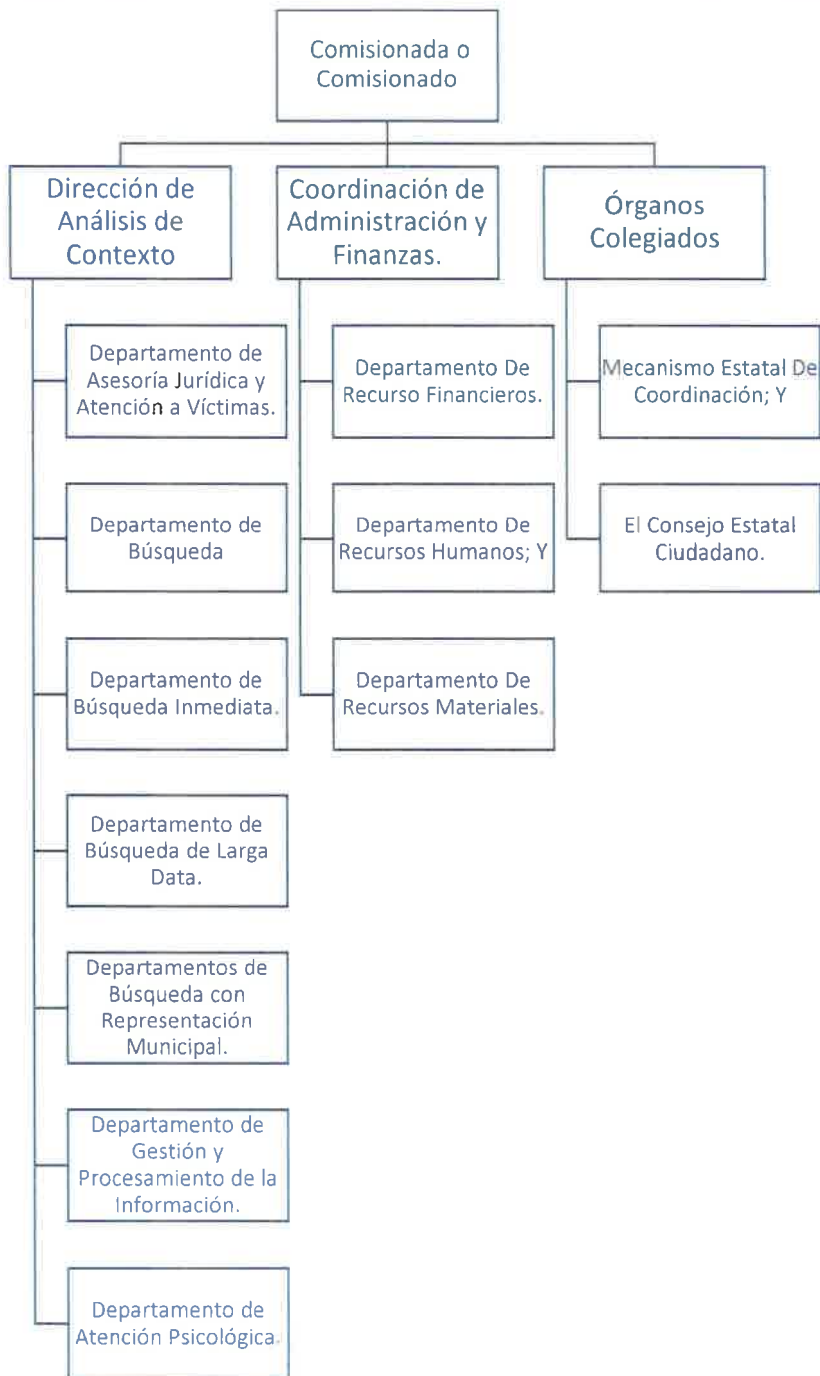 Comisionada o
Comisionado
Dirección de
Análisis de
Contexto
Coordinación de
Administración y
Finanzas.
Órganos
Colegiados
Departamento de
Asesoría Jurídica y
Atención a Víctimas.
Departamento de
Búsqueda
Departamento de
Búsqueda Inmediata.
Departamento de
Búsqueda de Larga
Data.
Departamentos de
Búsqueda con
Representación
Municipal.
Departamento de
Gestión y
Procesamiento de la
Información.
Departamento de
Atención Psicológica.
Departamento De
Recurso Financieros.
Departamento De
Recursos Humanos; Y
Departamento De
Recursos Materiales.
Mecanismo Estatal De
Coordinación; Y
El Consejo Estatal
Ciudadano.